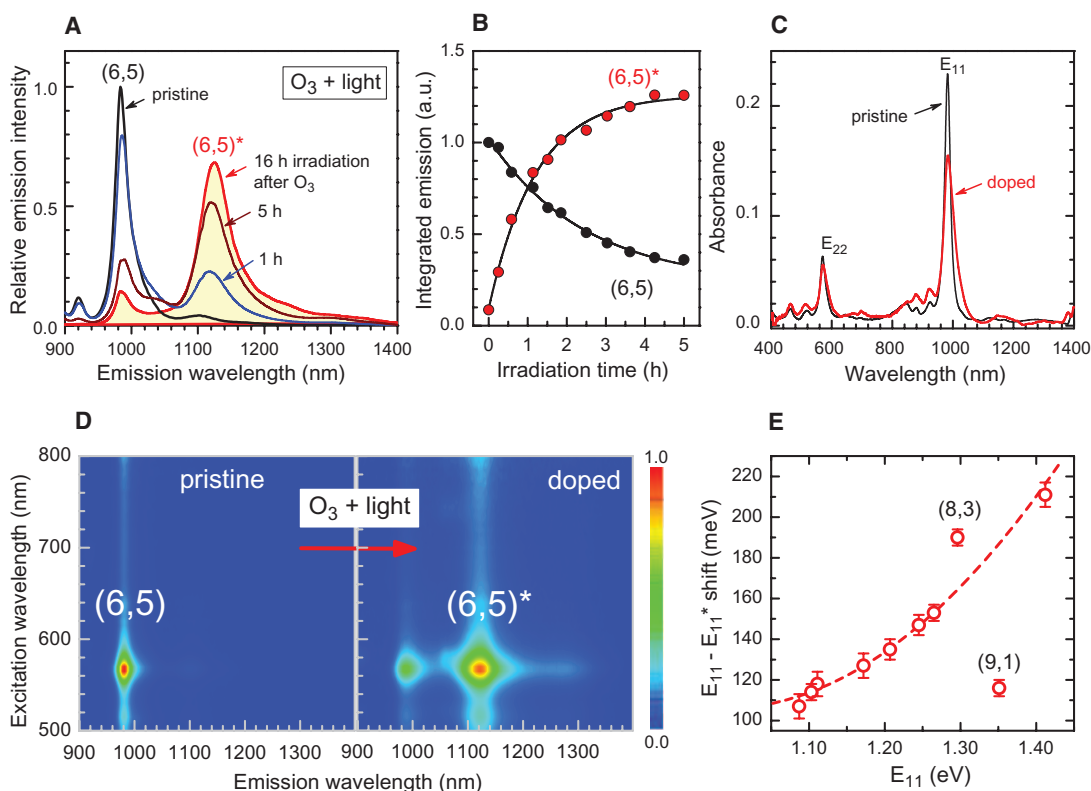 A
Relative emission intensity
1.0
0.5
0.0
(6,5)
pristine
O3 + light
(6,5)*
16 h irradiation
after O3
5 h
1 h
900 1000 1100 1200 1300 1400
Emission wavelength (nm)
B
Integrated emission (a.u.)
1.5
1.0
0.5
0.0
(6,5)*
(6,5)
0 1 2 3 4 5
Irradiation time (h)
C
Absorbance
0.2
0.1
0.0
E11
pristine
doped
E22
400 600 800 1000 1200 1400
Wavelength (nm)
D
Excitation wavelength (nm)
800
700
600
500
pristine
O3 + light
doped
(6,5)
(6,5)*
1.0
0.0
900 1000 1100 1200 1300 900 1000 1100 1200 1300
Emission wavelength (nm)
E
E11 - E11* shift (meV)
220
200
180
160
140
120
100
(8,3)
(9,1)
1.10 1.20 1.30 1.40
E11 (eV)